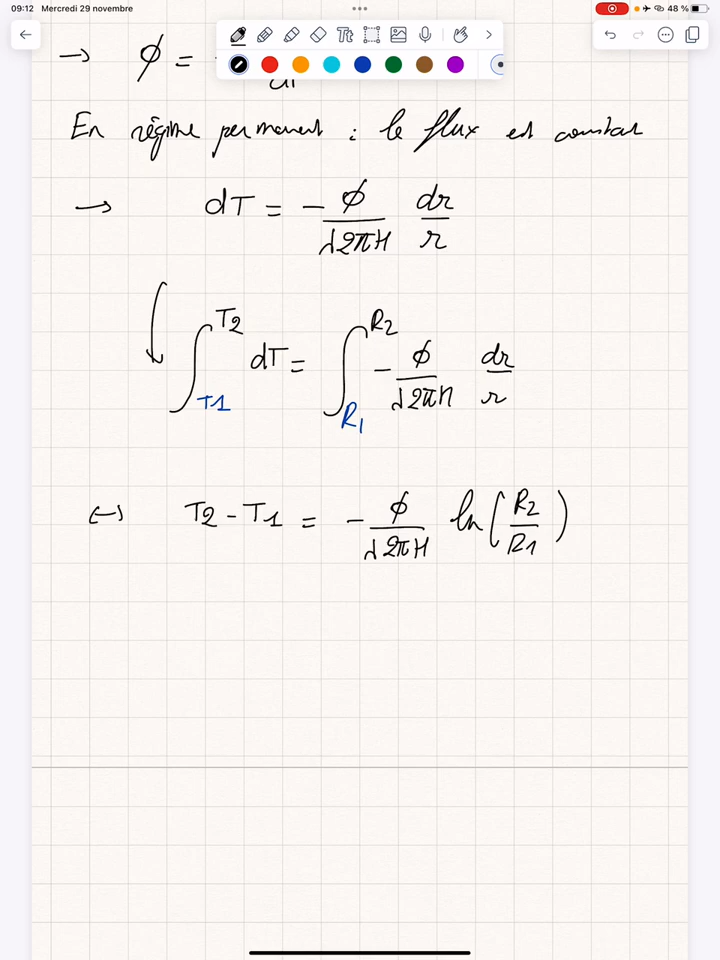 09:12 Mercredi 29 novembre
48 %
Tt
→ ϕ = -
En régime permanent : le flux est constant
→ dT = - ϕ/(λ2πH) dr/r
∫_{T1}^{T2} dT = ∫_{R1}^{R2} - ϕ/(λ2πH) dr/r
↔ T2 - T1 = - ϕ/(λ2πH) ln(R2/R1)